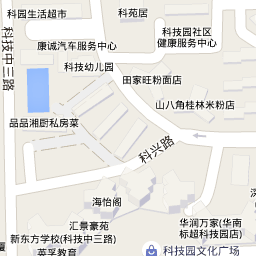 科园生活超市
科苑居
科技园社区
健康服务中心
康诚汽车服务中心
科技幼儿园
田家旺粉面店
科技中三路
山八角桂林米粉店
品品湘厨私房菜
科兴路
海怡阁
汇景豪苑
新东方学校(科技中三路)
英孚教育
华润万家(华南
标超科技园店)
科技园文化广场